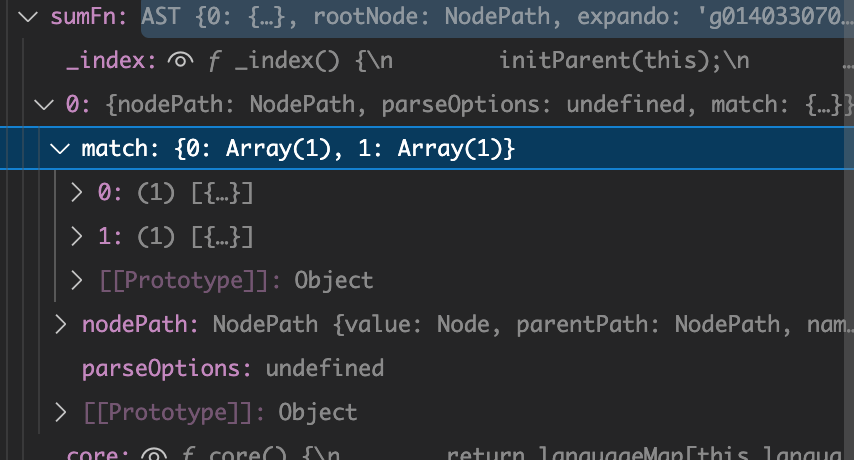 sumFn: AST {0: {…}, rootNode: NodePath, expando: 'g014033070…
_index: ƒ _index() {\n initParent(this);\n …
0: {nodePath: NodePath, parseOptions: undefined, match: {…}}
match: {0: Array(1), 1: Array(1)}
0: (1) [{…}]
1: (1) [{…}]
[[Prototype]]: Object
nodePath: NodePath {value: Node, parentPath: NodePath, nam…
parseOptions: undefined
[[Prototype]]: Object
core: ƒ core() {\n return languageMap[this.langua